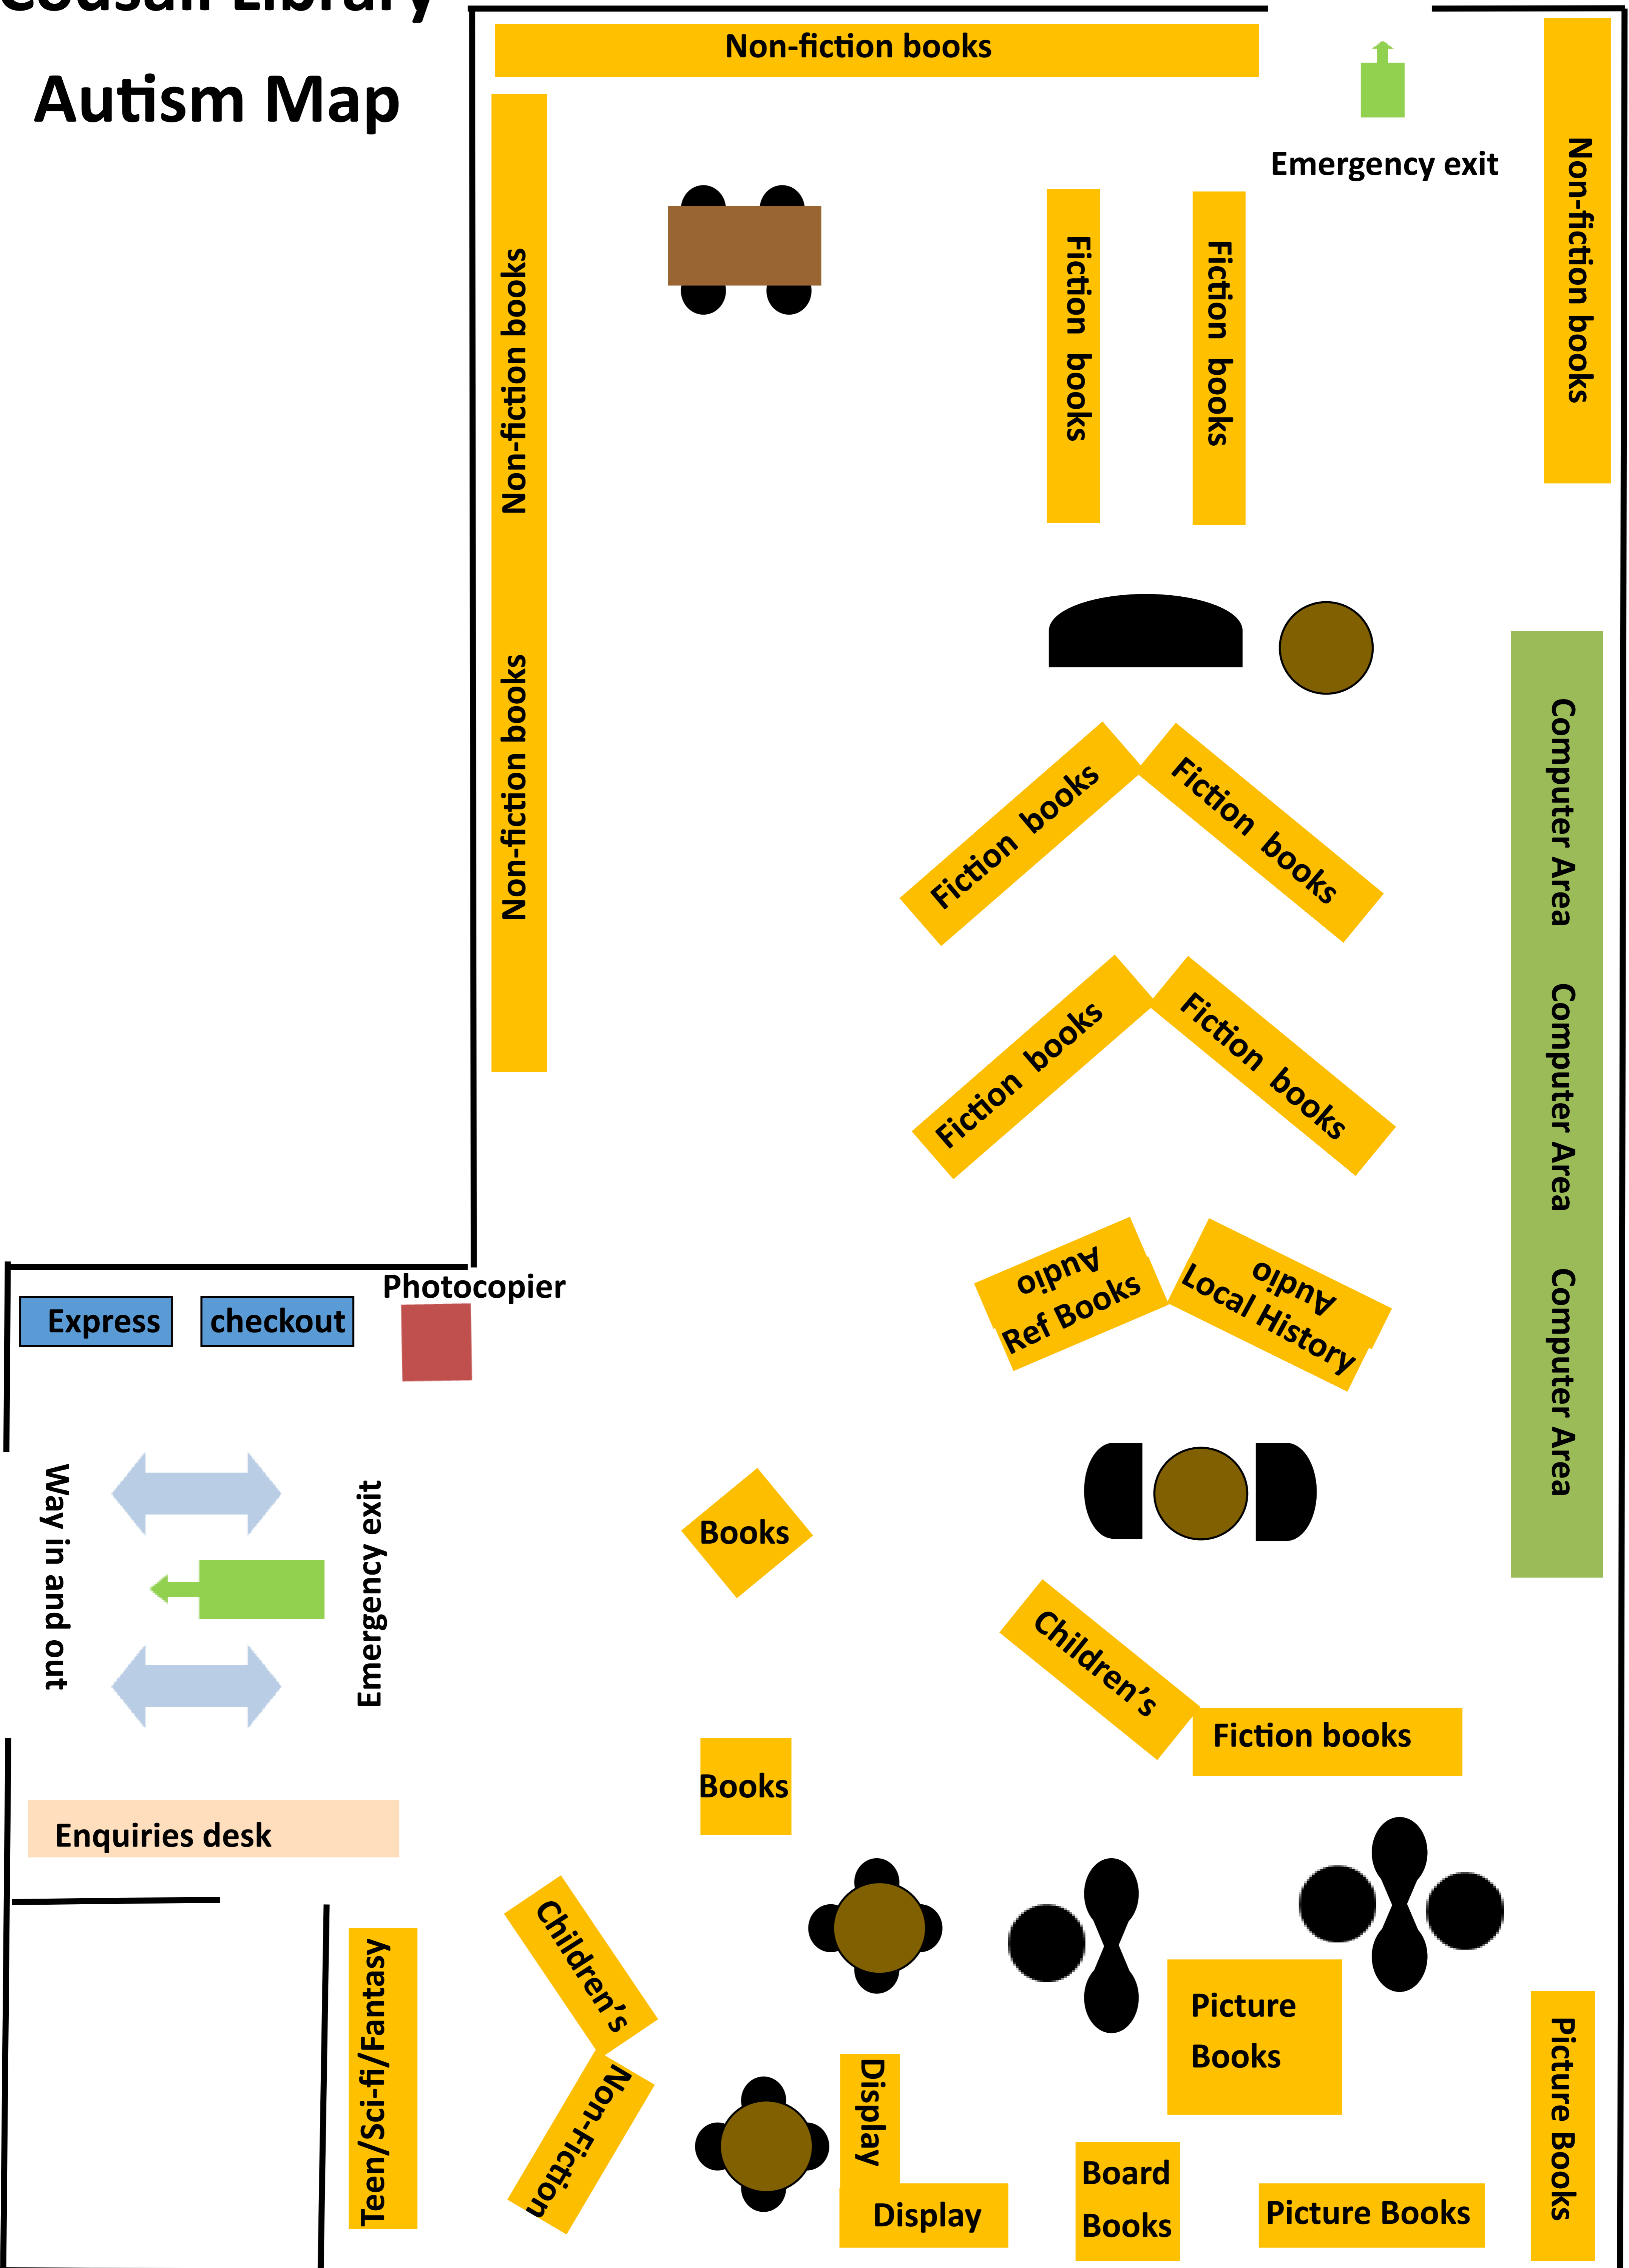 Codsall Library
Autism Map
Non-fiction books
Emergency exit
Non-fiction books
Non-fiction books
Non-fiction books
Fiction books
Fiction books
Fiction books
Fiction books
Fiction books
Fiction books
Computer Area
Computer Area
Computer Area
Audio
Ref Books
Audio
Local History
Photocopier
Express
checkout
Way in and out
Emergency exit
Books
Children's
Fiction books
Books
Enquiries desk
Teen/Sci-fi/Fantasy
Children's
Non-Fiction
Display
Display
Picture
Books
Board
Books
Picture Books
Picture Books